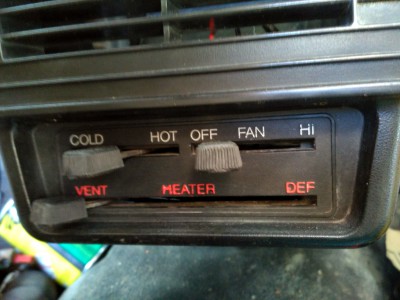 COLD HOT OFF FAN HI
VENT HEATER DEF